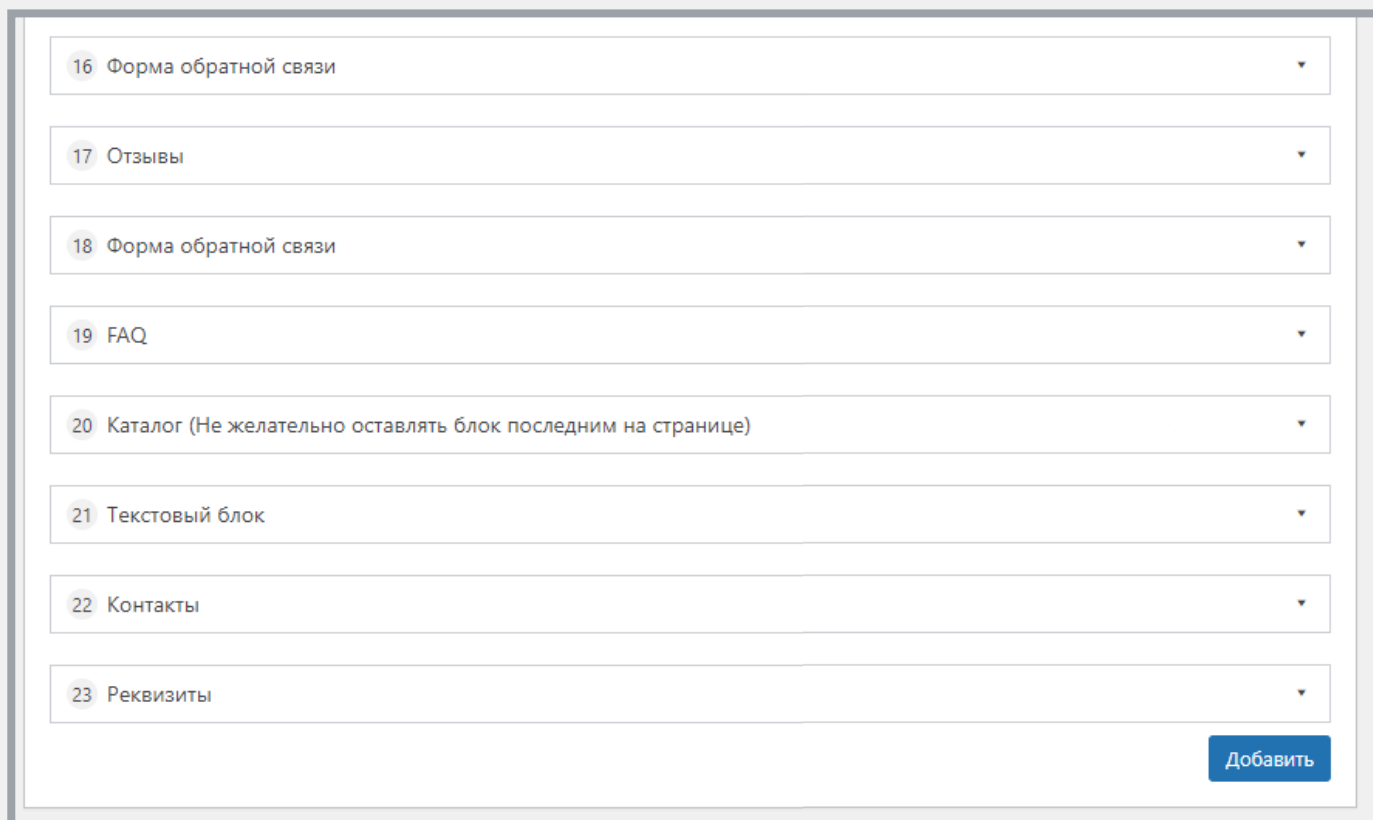 16 Форма обратной связи
17 Отзывы
18 Форма обратной связи
19 FAQ
20 Каталог (Не желательно оставлять блок последним на странице)
21 Текстовый блок
22 Контакты
23 Реквизиты
Добавить